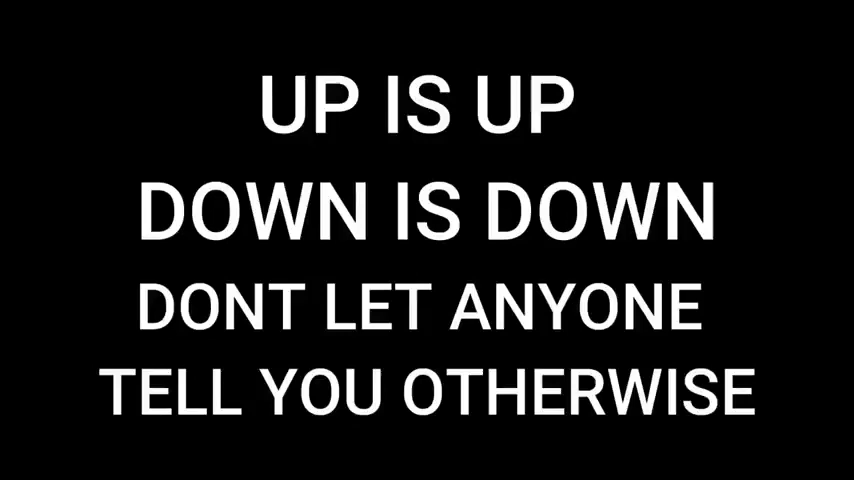 UP IS UP
DOWN IS DOWN
DONT LET ANYONE
TELL YOU OTHERWISE